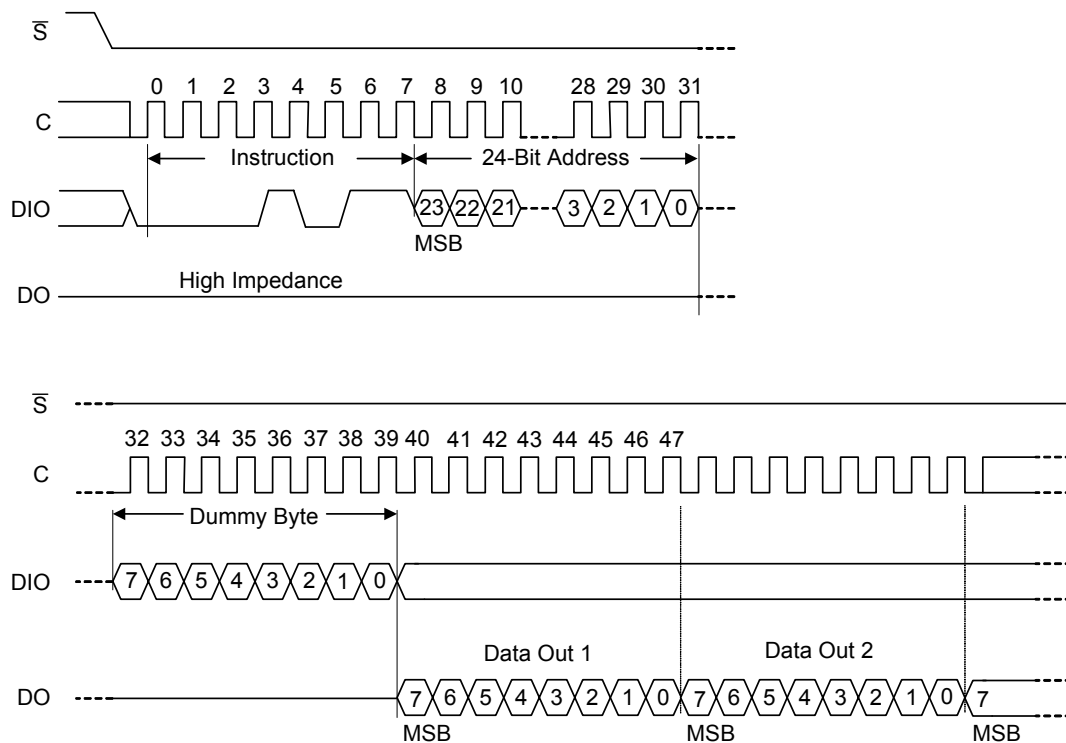 S
0 1 2 3 4 5 6 7 8 9 10 28 29 30 31
C
Instruction 24-Bit Address
DIO 23 22 21 3 2 1 0
MSB
High Impedance
DO
S
32 33 34 35 36 37 38 39 40 41 42 43 44 45 46 47
C
Dummy Byte
DIO 7 6 5 4 3 2 1 0
Data Out 1 Data Out 2
DO 7 6 5 4 3 2 1 0 7 6 5 4 3 2 1 0 7
MSB MSB MSB